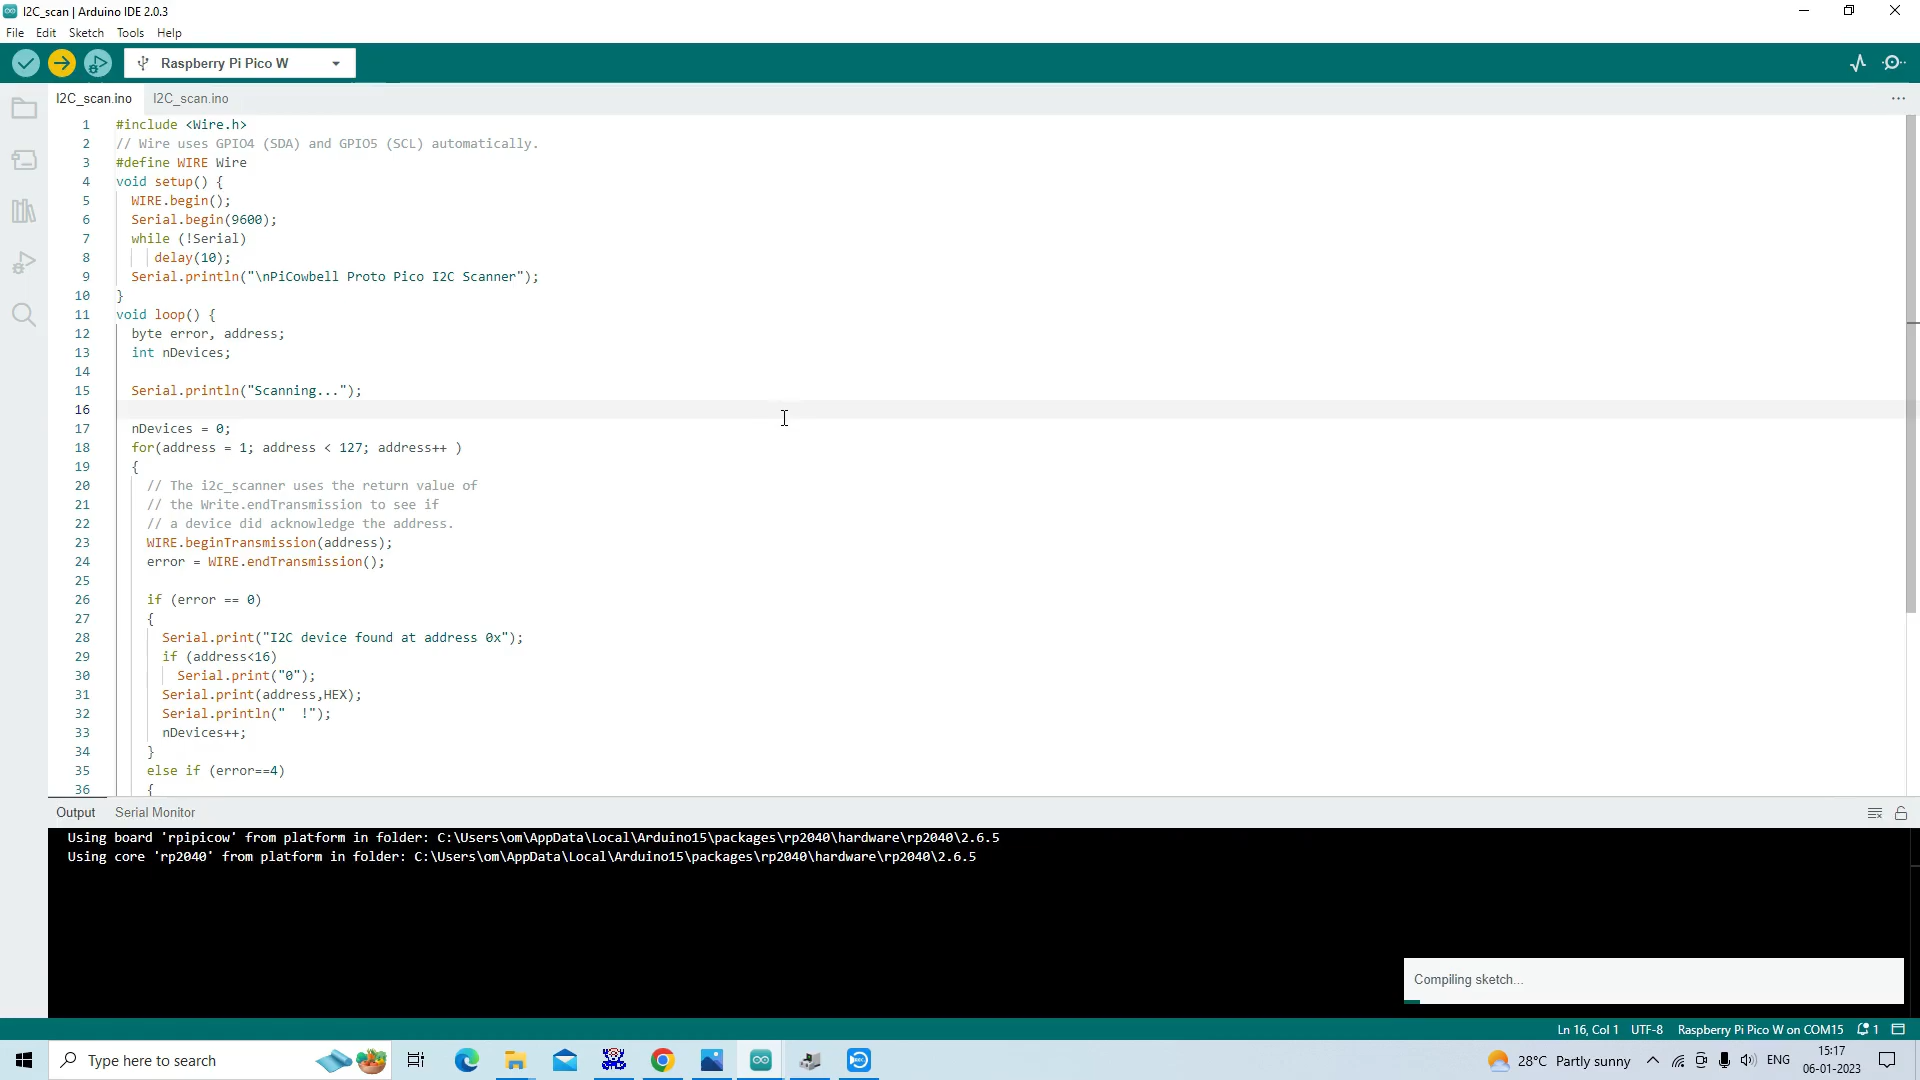 I2C_scan | Arduino IDE 2.0.3
File Edit Sketch Tools Help
Raspberry Pi Pico W
I2C_scan.ino I2C_scan.ino
1 #include <Wire.h>
2 // Wire uses GPIO4 (SDA) and GPIO5 (SCL) automatically.
3 #define WIRE Wire
4 void setup() {
5 WIRE.begin();
6 Serial.begin(9600);
7 while (!Serial)
8 delay(10);
9 Serial.println("\nPiCowbell Proto Pico I2C Scanner");
10 }
11 void loop() {
12 byte error, address;
13 int nDevices;
14
15 Serial.println("Scanning...");
16
17 nDevices = 0;
18 for(address = 1; address < 127; address++ )
19 {
20 // The i2c_scanner uses the return value of
21 // the Write.endTransmission to see if
22 // a device did acknowledge the address.
23 WIRE.beginTransmission(address);
24 error = WIRE.endTransmission();
25
26 if (error == 0)
27 {
28 Serial.print("I2C device found at address 0x");
29 if (address<16)
30 Serial.print("0");
31 Serial.print(address,HEX);
32 Serial.println("  !");
33 nDevices++;
34 }
35 else if (error==4)
36 {
Output Serial Monitor
Using board 'rpipicow' from platform in folder: C:\Users\om\AppData\Local\Arduino15\packages\rp2040\hardware\rp2040\2.6.5
Using core 'rp2040' from platform in folder: C:\Users\om\AppData\Local\Arduino15\packages\rp2040\hardware\rp2040\2.6.5
Compiling sketch...
Ln 16, Col 1 UTF-8 Raspberry Pi Pico W on COM15 1
Type here to search
28°C Partly sunny ENG
15:17
06-01-2023